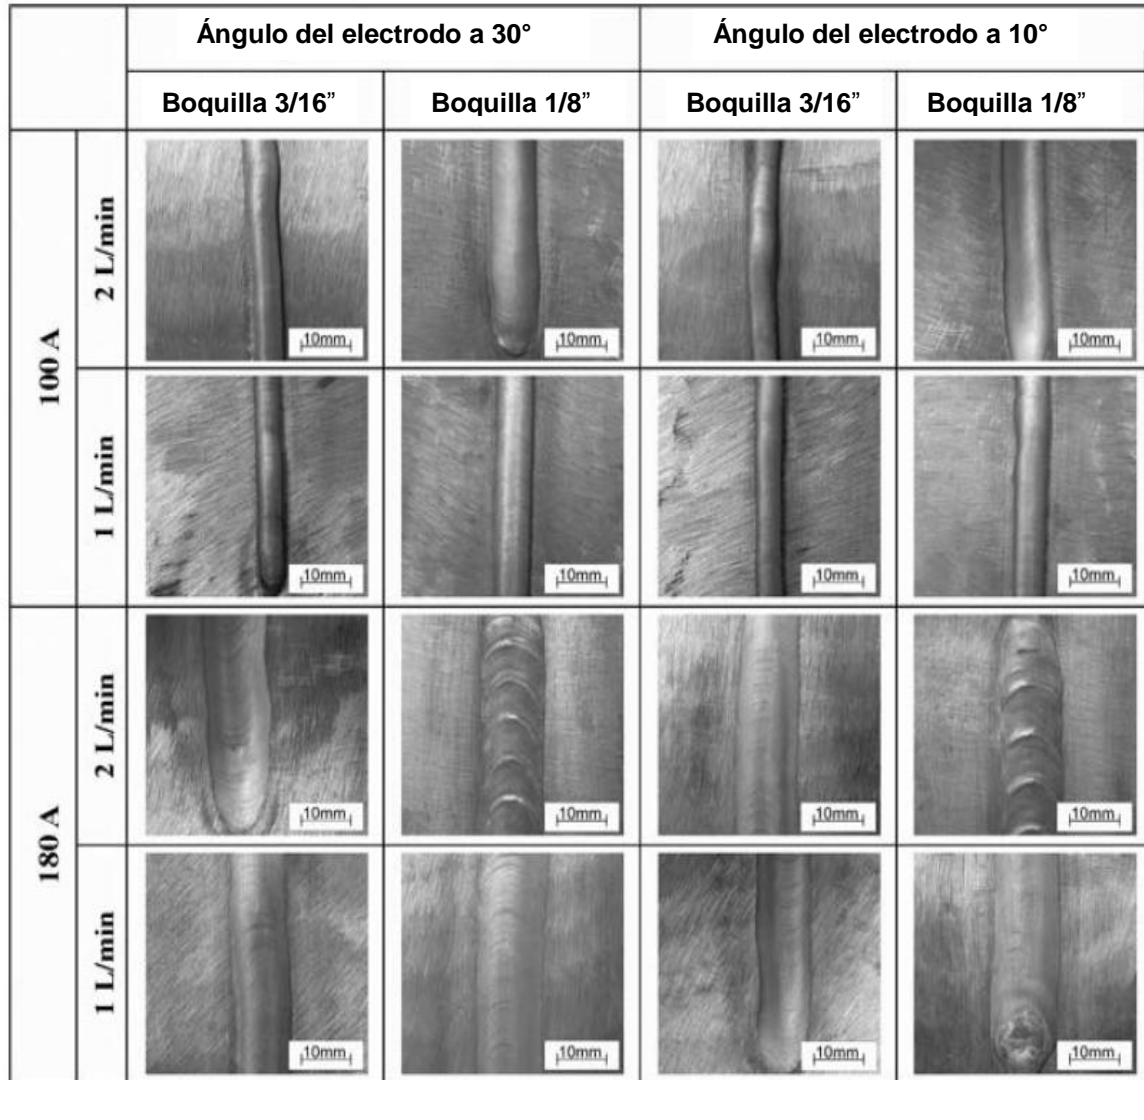 Ángulo del electrodo a 30° Ángulo del electrodo a 10°
Boquilla 3/16” Boquilla 1/8” Boquilla 3/16” Boquilla 1/8”
100 A
2 L/min
10mm 10mm 10mm 10mm
1 L/min
10mm 10mm 10mm 10mm
180 A
2 L/min
10mm 10mm 10mm 10mm
1 L/min
10mm 10mm 10mm 10mm